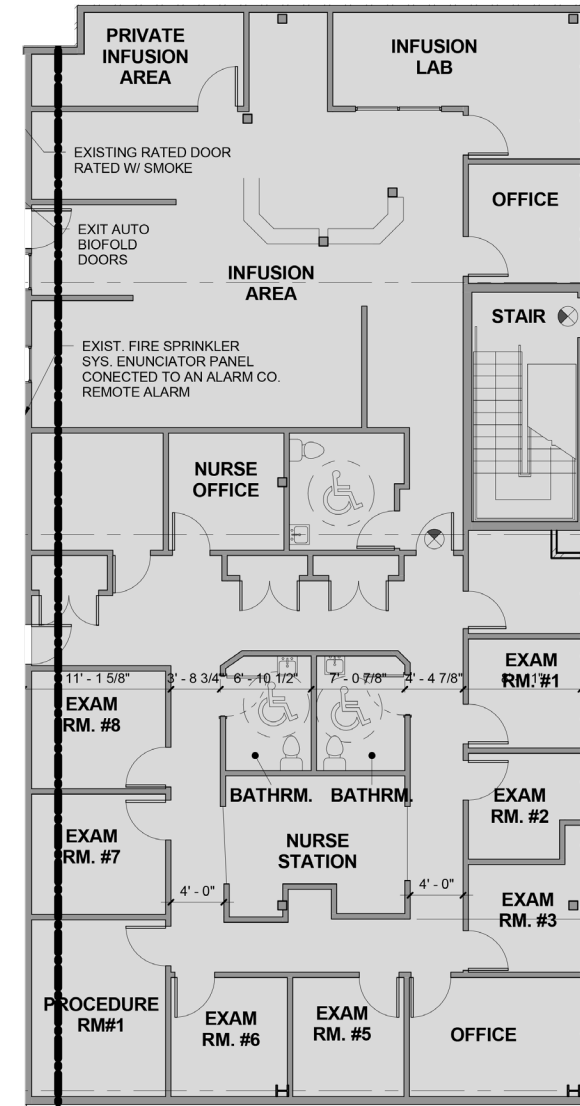 PRIVATE
INFUSION
AREA
INFUSION
LAB
EXISTING RATED DOOR
RATED W/ SMOKE
OFFICE
EXIT AUTO
BIOFOLD
DOORS
INFUSION
AREA
STAIR
EXIST. FIRE SPRINKLER
SYS. ENUNCIATOR PANEL
CONECTED TO AN ALARM CO.
REMOTE ALARM
NURSE
OFFICE
11' - 1 5/8"
3' - 8 3/4"
6' - 10 1/2"
7' - 0 7/8"
4' - 4 7/8"
EXAM
RM. #1
EXAM
RM. #8
BATHRM.
BATHRM.
EXAM
RM. #2
EXAM
RM. #7
NURSE
STATION
4' - 0"
4' - 0"
EXAM
RM. #3
PROCEDURE
RM#1
EXAM
RM. #6
EXAM
RM. #5
OFFICE